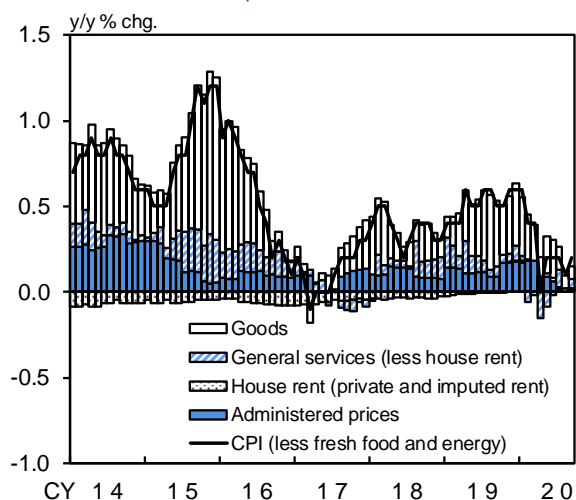 y/y % chg.
1.5
1.0
0.5
0.0
-0.5
-1.0
Goods
General services (less house rent)
House rent (private and imputed rent)
Administered prices
CPI (less fresh food and energy)
CY 14 15 16 17 18 19 20